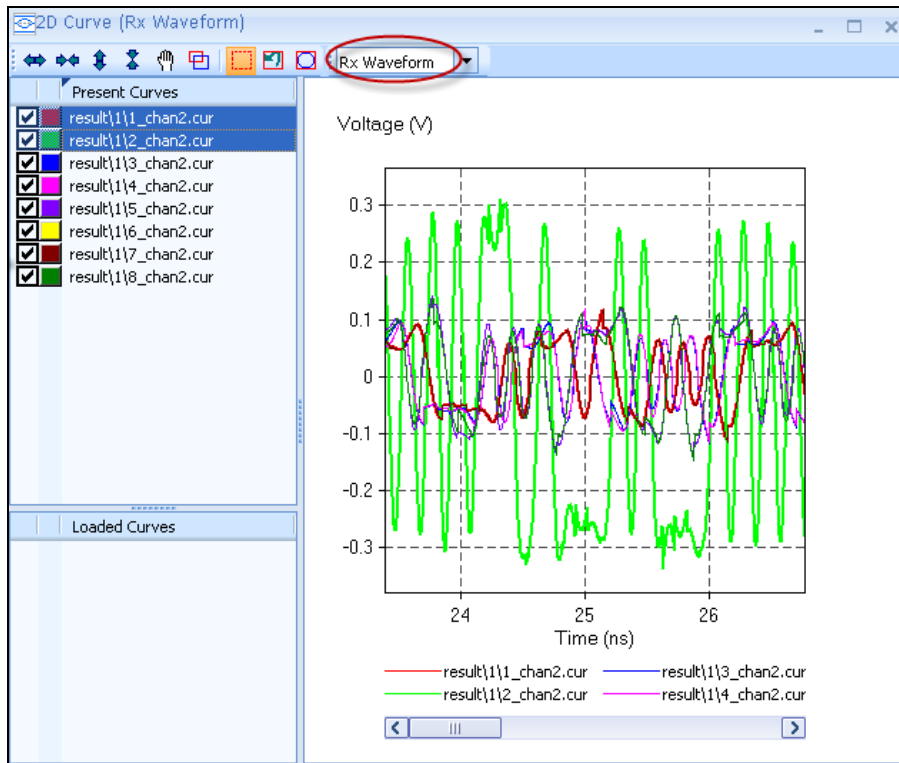 2D Curve (Rx Waveform)
Rx Waveform
Present Curves
result\1\1_chan2.cur
result\1\2_chan2.cur
result\1\3_chan2.cur
result\1\4_chan2.cur
result\1\5_chan2.cur
result\1\6_chan2.cur
result\1\7_chan2.cur
result\1\8_chan2.cur
Loaded Curves
Voltage (V)
0.3
0.2
0.1
0
-0.1
-0.2
-0.3
24 25 26
Time (ns)
result\1\1_chan2.cur result\1\3_chan2.cur
result\1\2_chan2.cur result\1\4_chan2.cur